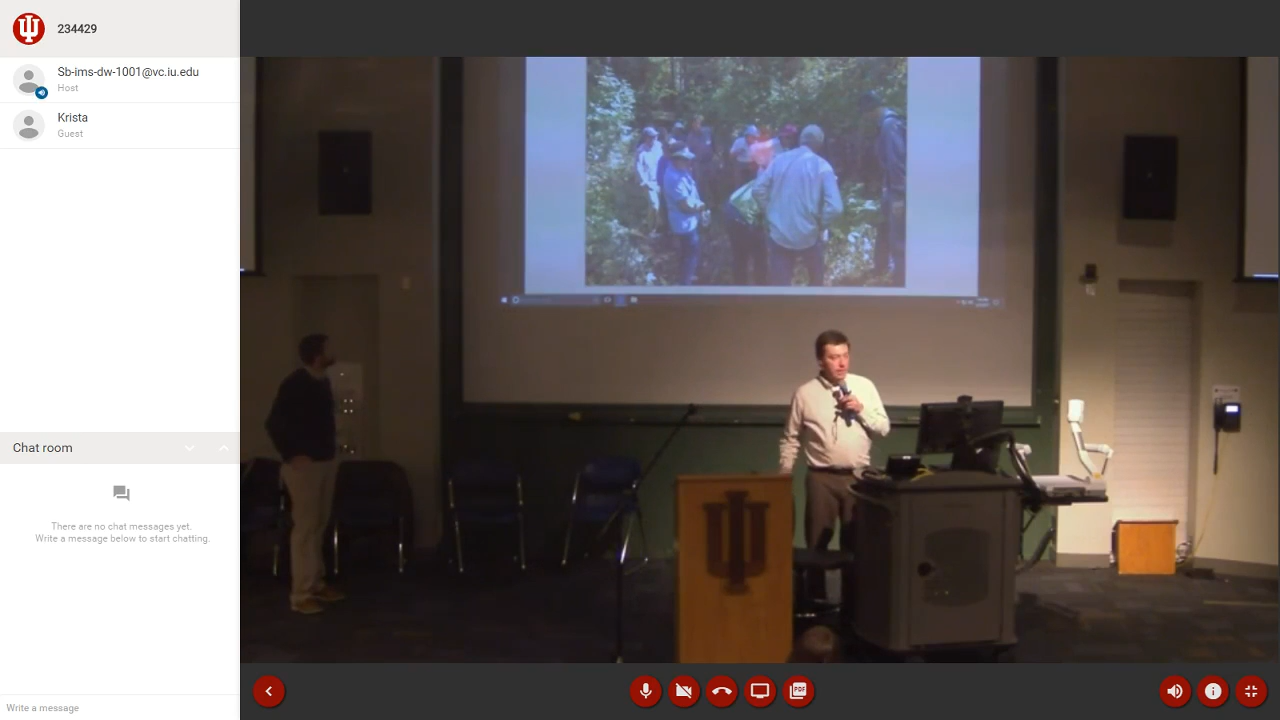 234429
Sb-ims-dw-1001@vc.iu.edu
Host
Krista
Guest
Chat room
There are no chat messages yet.
Write a message below to start chatting.
Write a message
PDF